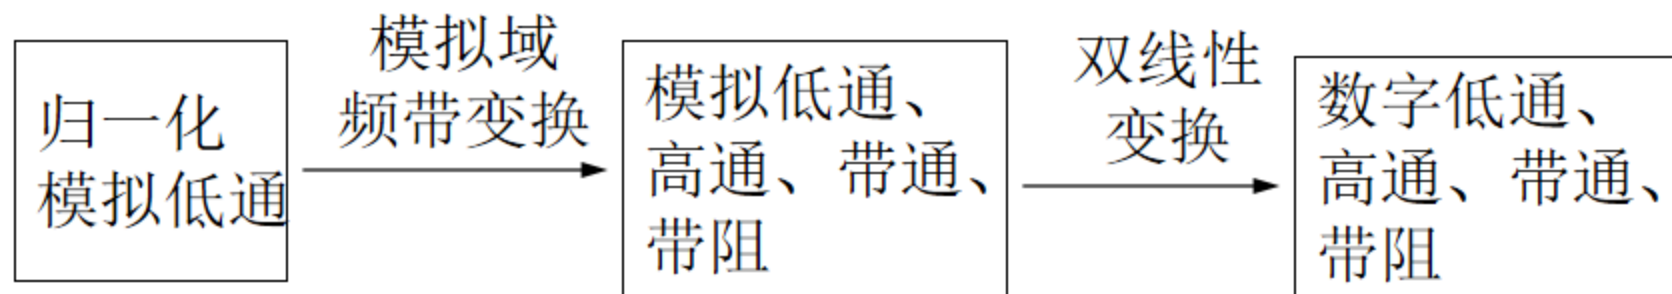 归一化
模拟低通
模拟域
频带变换
模拟低通、
高通、带通、
带阻
双线性
变换
数字低通、
高通、带通、
带阻